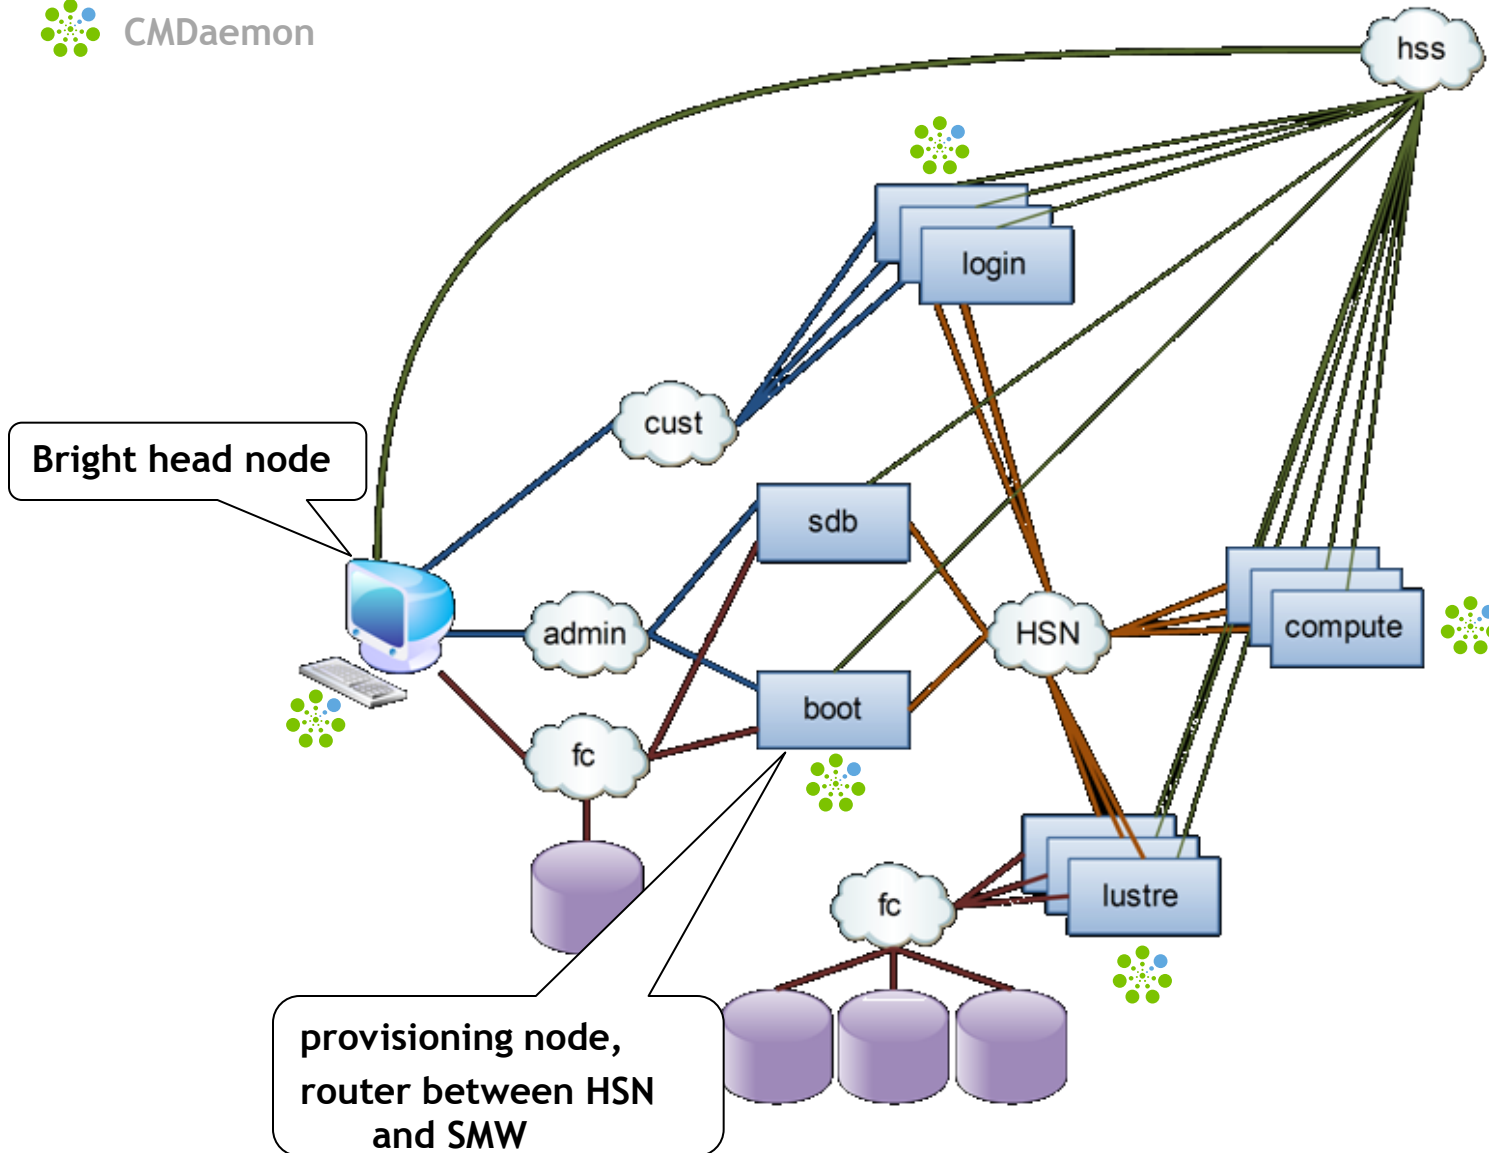 CMDaemon
hss
login
cust
Bright head node
sdb
admin
HSN
compute
boot
fc
lustre
fc
provisioning node,
router between HSN
and SMW